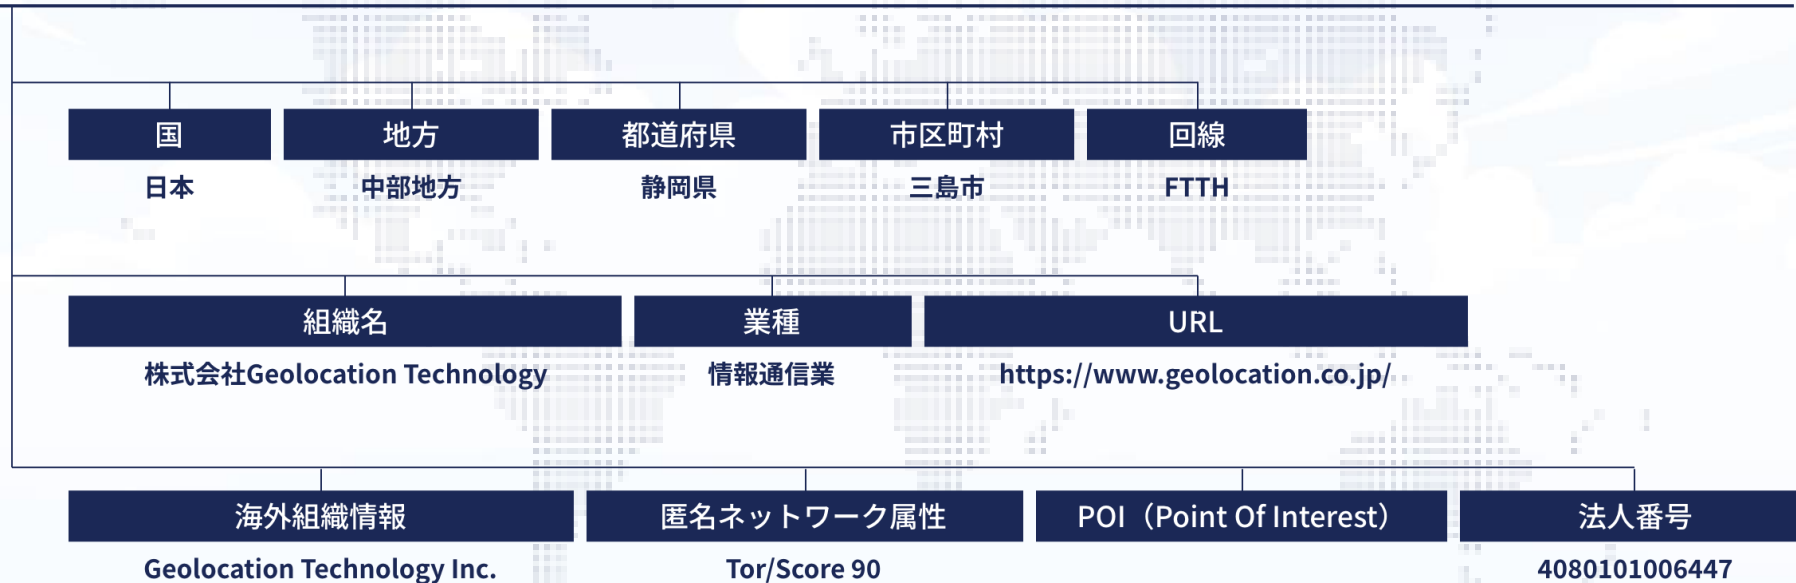 国 地方 都道府県 市区町村 回線
日本 中部地方 静岡県 三島市 FTTH
組織名 業種 URL
株式会社Geolocation Technology 情報通信業 https://www.geolocation.co.jp/
海外組織情報 匿名ネットワーク属性 POI（Point Of Interest） 法人番号
Geolocation Technology Inc. Tor/Score 90 4080101006447